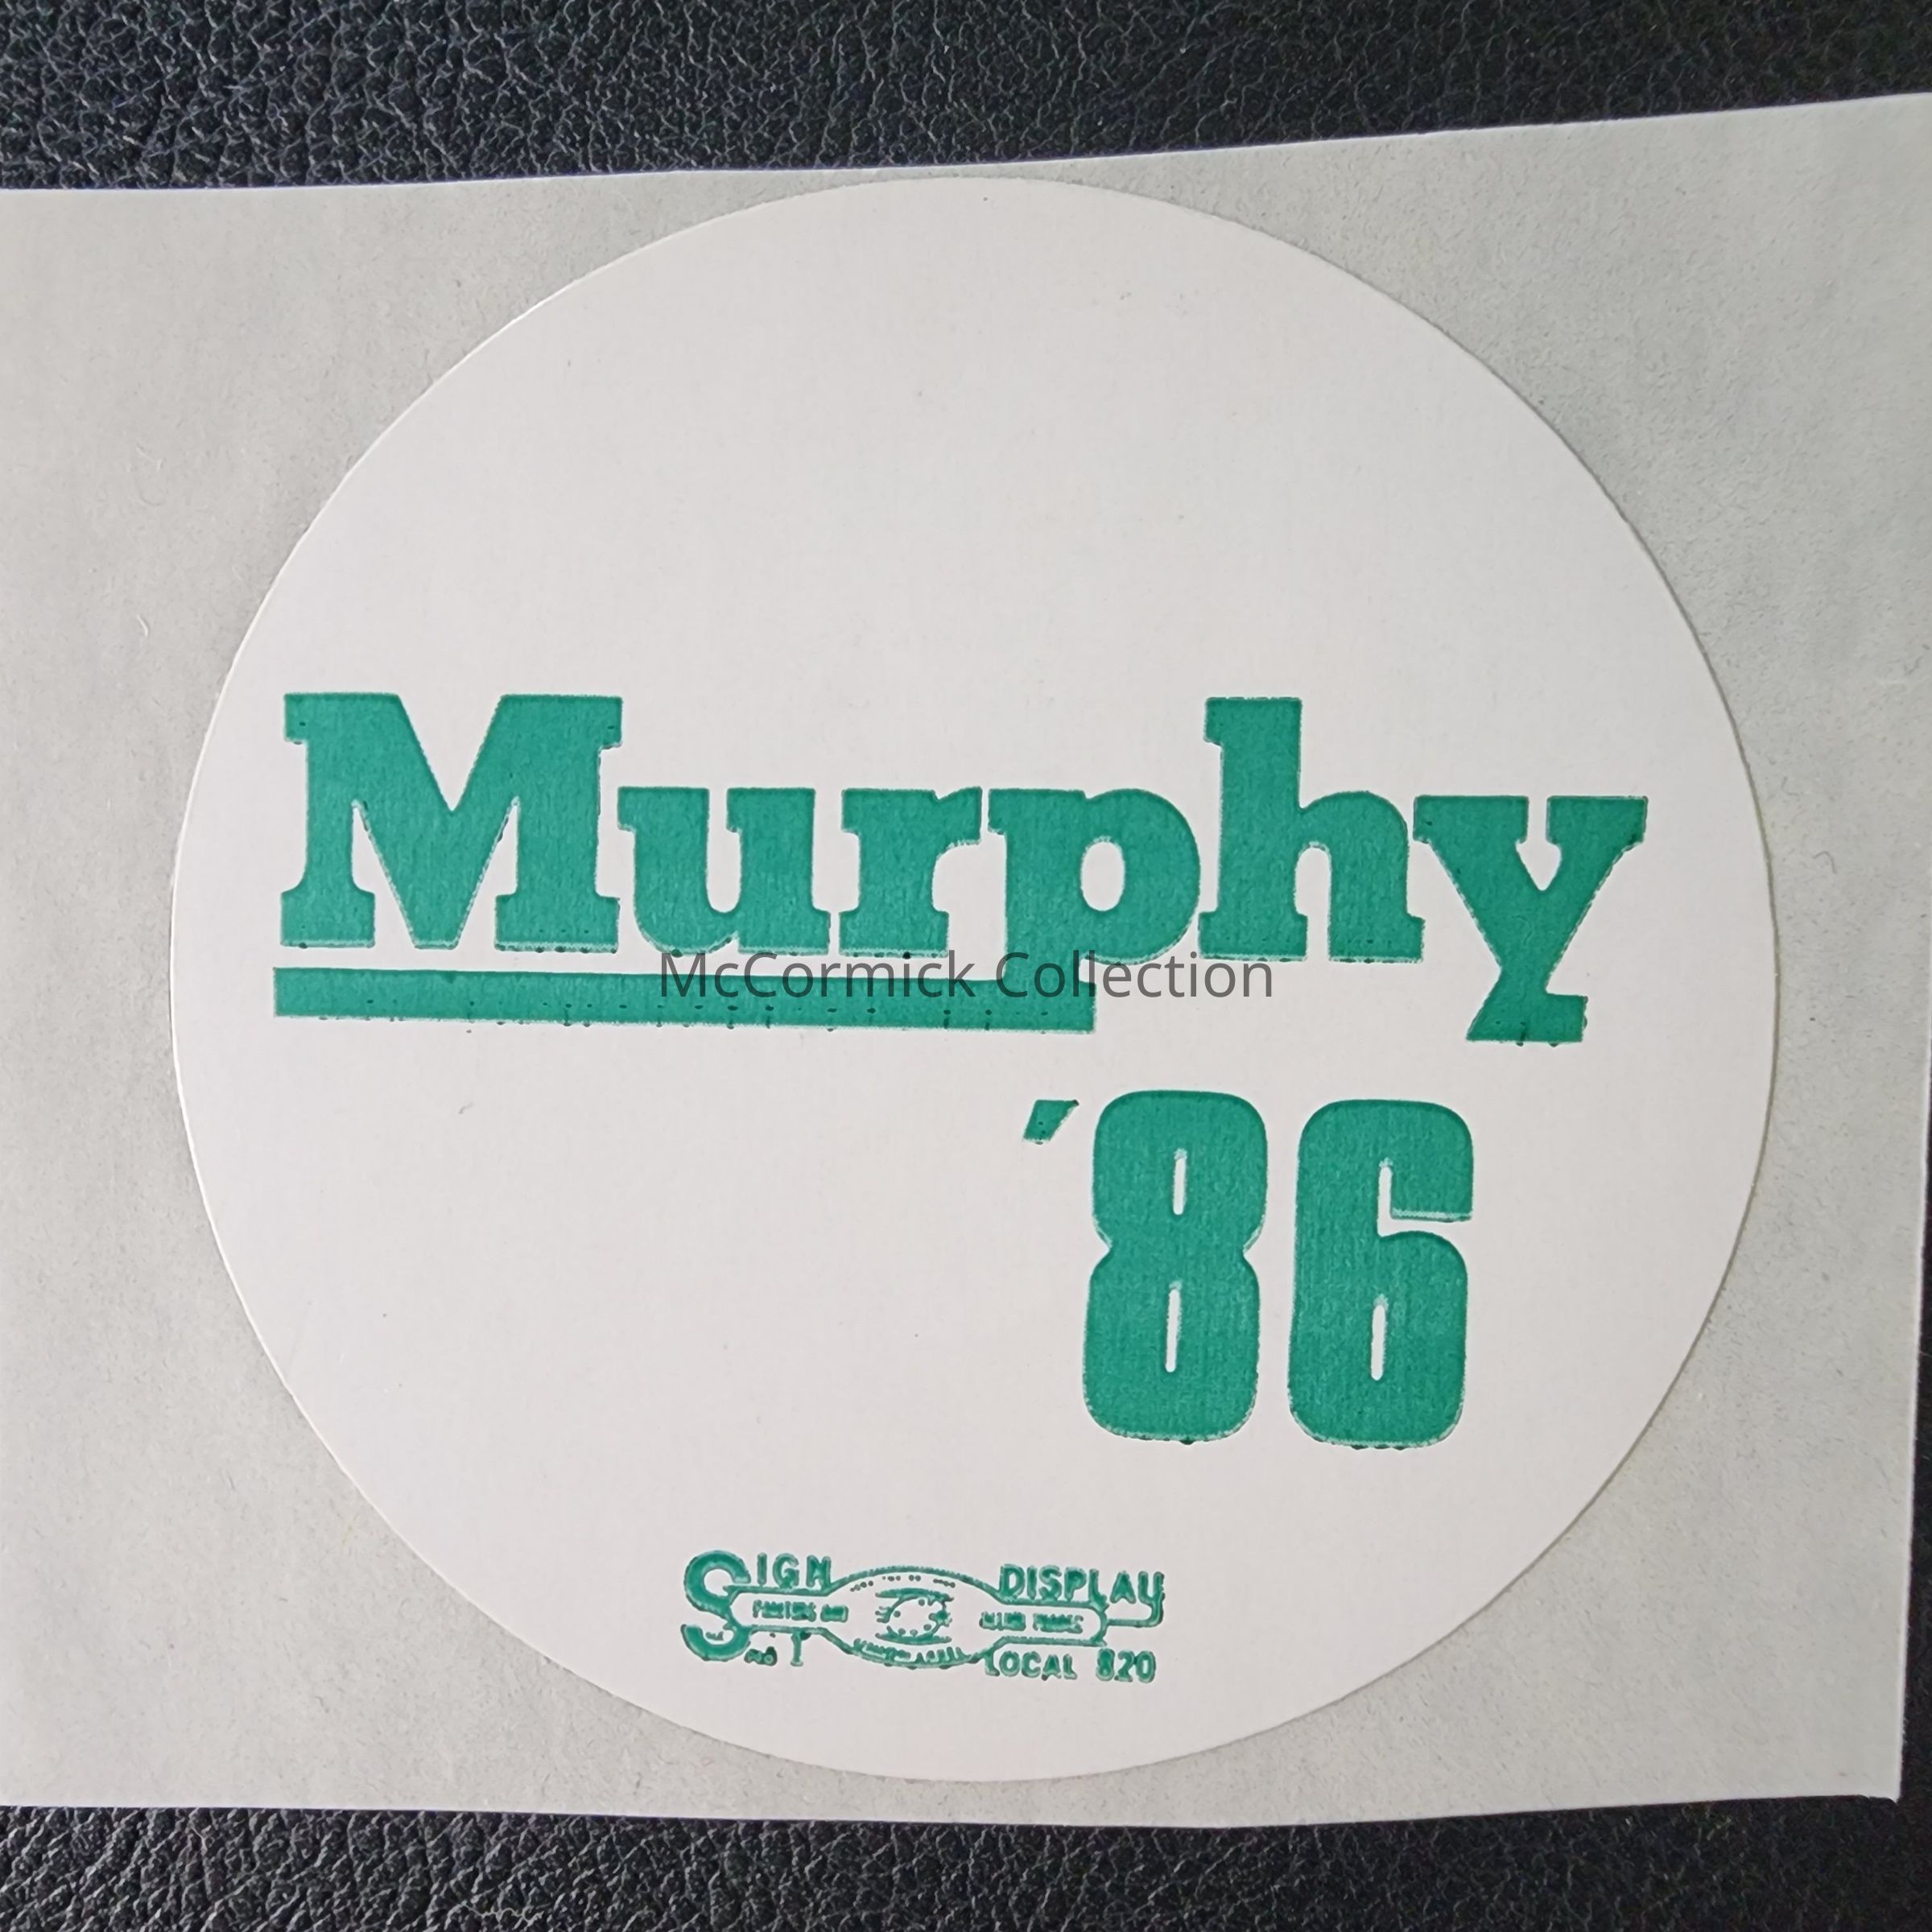 Murphy
McCormick Collection
'86
SIGN DISPLAY
LOCAL 820